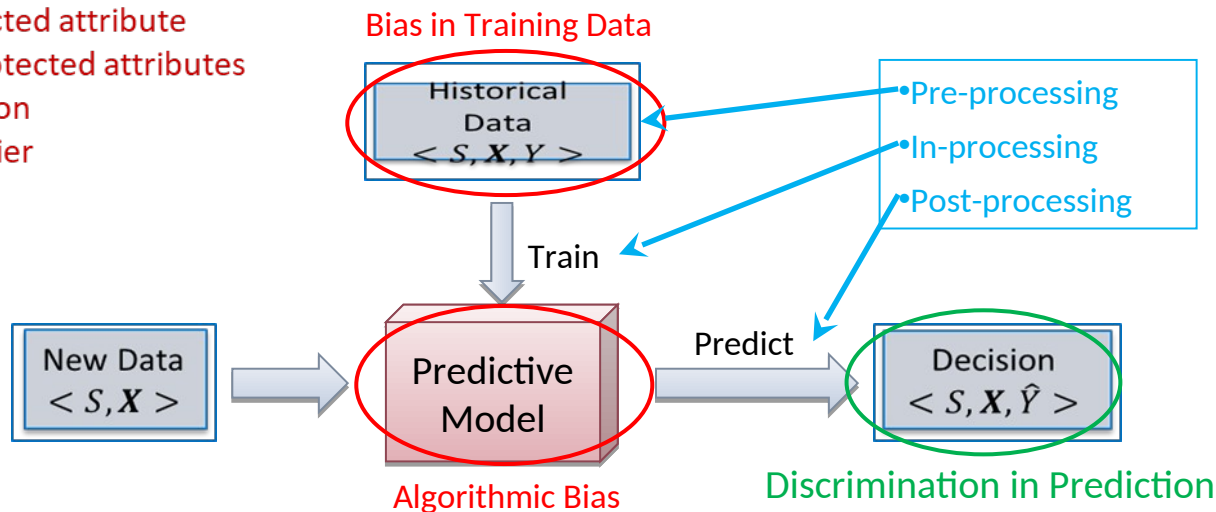 cted attribute
otected attributes
on
ier
Bias in Training Data
Historical
Data
< S, X, Y >
•Pre-processing
•In-processing
•Post-processing
Train
New Data
< S, X >
Predictive
Model
Predict
Decision
< S, X, Ŷ >
Algorithmic Bias
Discrimination in Prediction